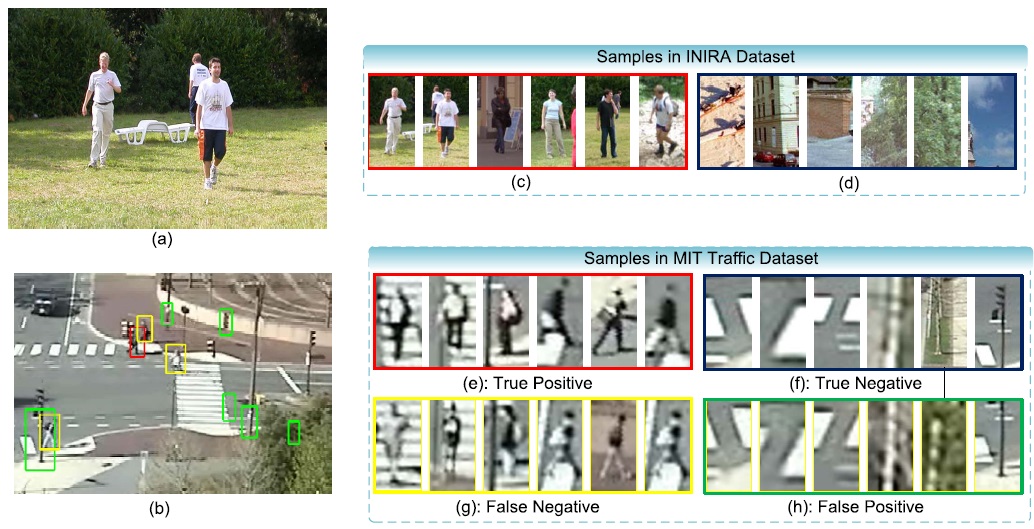 (a)
Samples in INIRA Dataset
(c)
(d)
(b)
Samples in MIT Traffic Dataset
(e): True Positive
(f): True Negative
(g): False Negative
(h): False Positive